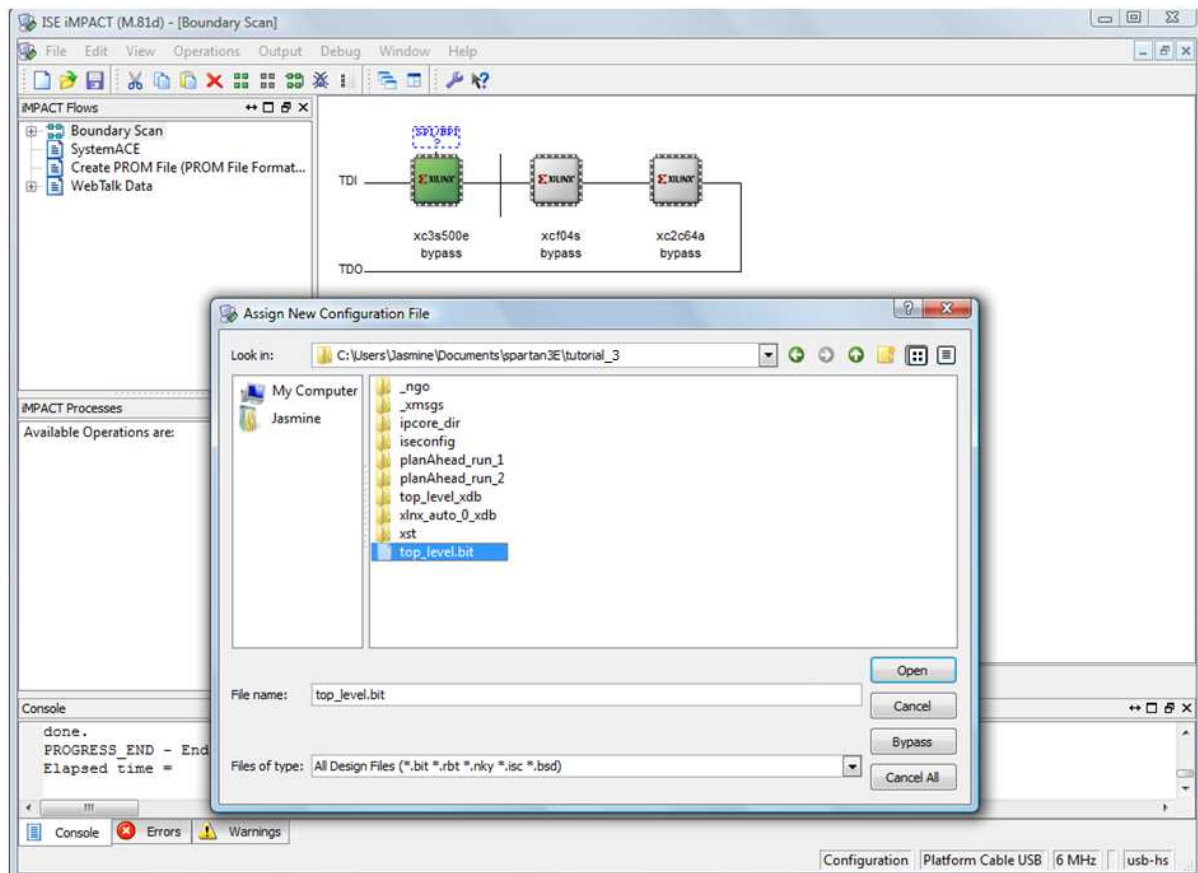 ISE iMPACT (M.81d) - [Boundary Scan]
File Edit View Operations Output Debug Window Help
iMPACT Flows
Boundary Scan
SystemACE
Create PROM File (PROM File Format...
WebTalk Data
SPI/BPI
?
TDI
XILINX
XILINX
XILINX
xc3s500e
bypass
xcf04s
bypass
xc2c64a
bypass
TDO
Assign New Configuration File
Look in:
C:\Users\Jasmine\Documents\spartan3E\tutorial_3
My Computer
Jasmine
_ngo
_xmsgs
ipcore_dir
iseconfig
planAhead_run_1
planAhead_run_2
top_level_xdb
xlnx_auto_0_xdb
xst
top_level.bit
iMPACT Processes
Available Operations are:
File name:
top_level.bit
Files of type:
All Design Files (*.bit *.rbt *.nky *.isc *.bsd)
Open
Cancel
Bypass
Cancel All
Console
done.
PROGRESS_END - End
Elapsed time =
Console
Errors
Warnings
Configuration
Platform Cable USB
6 MHz
usb-hs